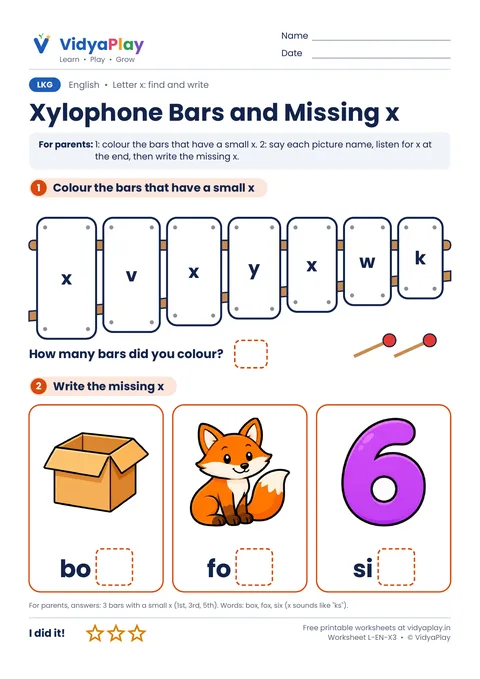 VidyaPlay
Learn • Play • Grow
Name
Date
LKG English • Letter x: find and write
Xylophone Bars and Missing x
For parents: 1: colour the bars that have a small x. 2: say each picture name, listen for x at
the end, then write the missing x.
1 Colour the bars that have a small x
x v x y x w k
How many bars did you colour?
2 Write the missing x
6
bo fo si
For parents, answers: 3 bars with a small x (1st, 3rd, 5th). Words: box, fox, six (x sounds like "ks").
I did it!
Free printable worksheets at vidyaplay.in
Worksheet L-EN-X3 • © VidyaPlay